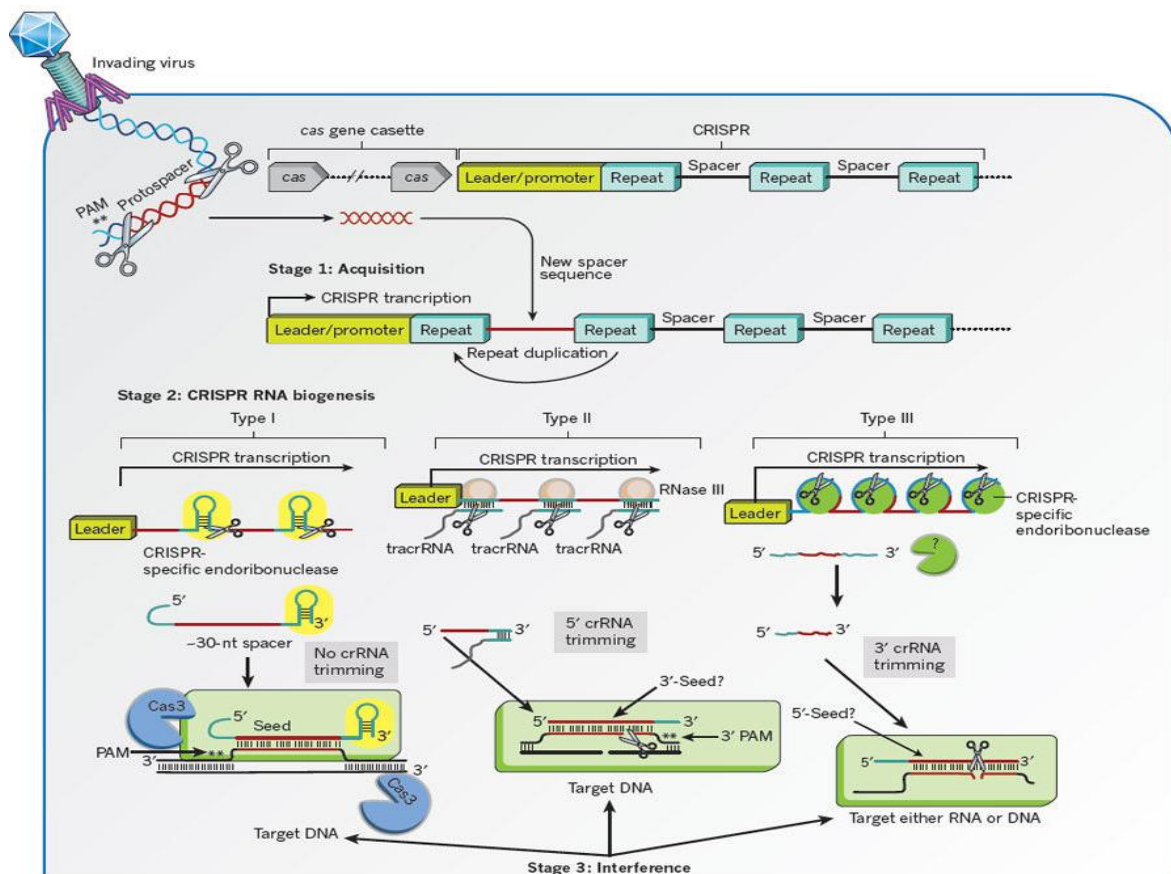 Invading virus
cas gene casette
CRISPR
PAM
**
Protospacer
cas
cas
Leader/promoter
Repeat
Spacer
Repeat
Spacer
Repeat
Stage 1: Acquisition
New spacer
sequence
CRISPR trancription
Leader/promoter
Repeat
Repeat
Spacer
Repeat
Spacer
Repeat
Repeat duplication
Stage 2: CRISPR RNA biogenesis
Type I
CRISPR transcription
Leader
CRISPR-
specific endoribonuclease
5′
3′
~30-nt spacer
No crRNA
trimming
Cas3
5′
Seed
3′
PAM
**
3′
3′
Cas3
Target DNA
Type II
CRISPR transcription
Leader
RNase III
tracrRNA
tracrRNA
tracrRNA
5′
3′
5′ crRNA
trimming
3′-Seed?
5′
3′
**
3′ PAM
Target DNA
Type III
CRISPR transcription
Leader
CRISPR-
specific
endoribonuclease
5′
3′
?
5′
3′
3′ crRNA
trimming
5′-Seed?
5′
3′
Target either RNA or DNA
Stage 3: Interference